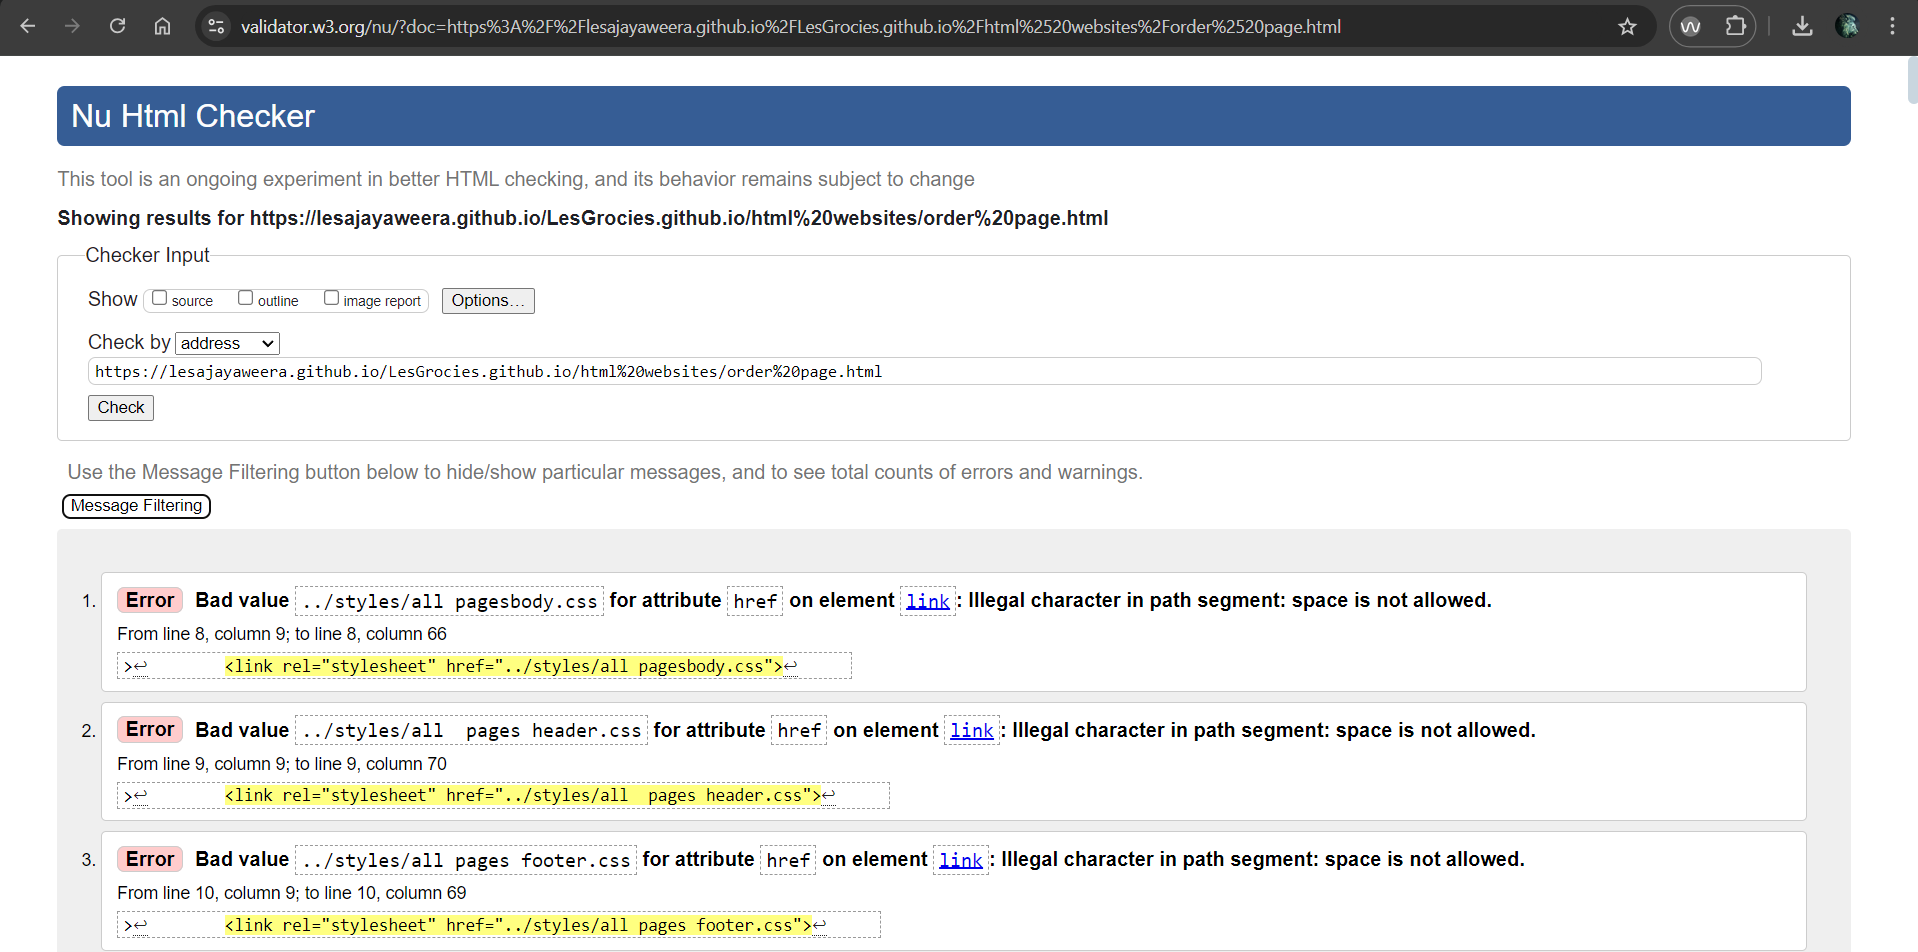 validator.w3.org/nu/?doc=https%3A%2F%2Flesajayaweera.github.io%2FLesGrocies.github.io%2Fhtml%2520websites%2Forder%2520page.html
Nu Html Checker
This tool is an ongoing experiment in better HTML checking, and its behavior remains subject to change
Showing results for https://lesajayaweera.github.io/LesGrocies.github.io/html%20websites/order%20page.html
Checker Input
Show source outline image report Options...
Check by address
https://lesajayaweera.github.io/LesGrocies.github.io/html%20websites/order%20page.html
Check
Use the Message Filtering button below to hide/show particular messages, and to see total counts of errors and warnings.
Message Filtering
1. Error Bad value ../styles/all pagesbody.css for attribute href on element link: Illegal character in path segment: space is not allowed.
From line 8, column 9; to line 8, column 66
>↩        <link rel="stylesheet" href="../styles/all pagesbody.css">↩
2. Error Bad value ../styles/all  pages header.css for attribute href on element link: Illegal character in path segment: space is not allowed.
From line 9, column 9; to line 9, column 70
>↩        <link rel="stylesheet" href="../styles/all  pages header.css">↩
3. Error Bad value ../styles/all pages footer.css for attribute href on element link: Illegal character in path segment: space is not allowed.
From line 10, column 9; to line 10, column 69
>↩        <link rel="stylesheet" href="../styles/all pages footer.css">↩